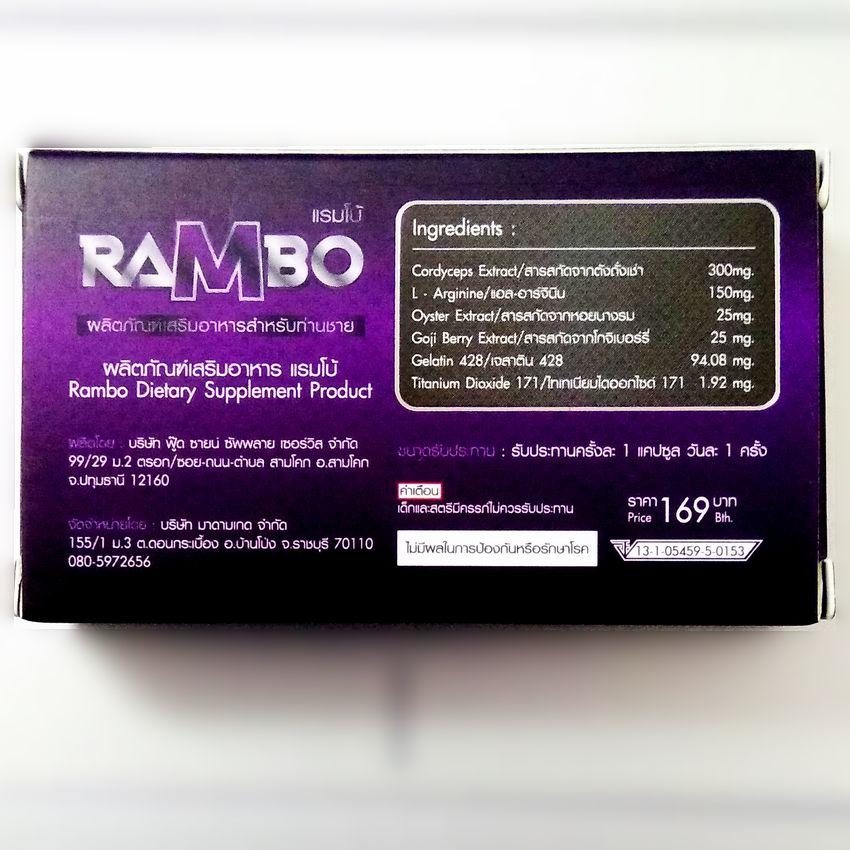 แรมโบ้
RAMBO
ผลิตภัณฑ์เสริมอาหารสำหรับท่านชาย
ผลิตภัณฑ์เสริมอาหาร แรมโบ้
Rambo Dietary Supplement Product
ผลิตโดย : บริษัท ฟู๊ด ซายน์ ซัพพลาย เซอร์วิส จำกัด
99/29 ม.2 ตรอก/ซอย-ถนน-ตำบล สามโคก อ.สามโคก
จ.ปทุมธานี 12160
จัดจำหน่ายโดย : บริษัท มาดามเกด จำกัด
155/1 ม.3 ต.ดอนกระเบื้อง อ.บ้านโป่ง จ.ราชบุรี 70110
080-5972656
Ingredients :
Cordyceps Extract/สารสกัดจากตังถั่งเช่า 300mg.
L - Arginine/แอล-อาร์จินีน 150mg.
Oyster Extract/สารสกัดจากหอยนางรม 25mg.
Goji Berry Extract/สารสกัดจากโกจิเบอร์รี่ 25 mg.
Gelatin 428/เจลาติน 428 94.08 mg.
Titanium Dioxide 171/ไทเทเนียมไดออกไซด์ 171 1.92 mg.
ขนาดรับประทาน : รับประทานครั้งละ 1 แคปซูล วันละ 1 ครั้ง
คำเตือน
เด็กและสตรีมีครรภ์ไม่ควรรับประทาน
ไม่มีผลในการป้องกันหรือรักษาโรค
ราคา 169 บาท
Price Bth.
13-1-05459-5-0153